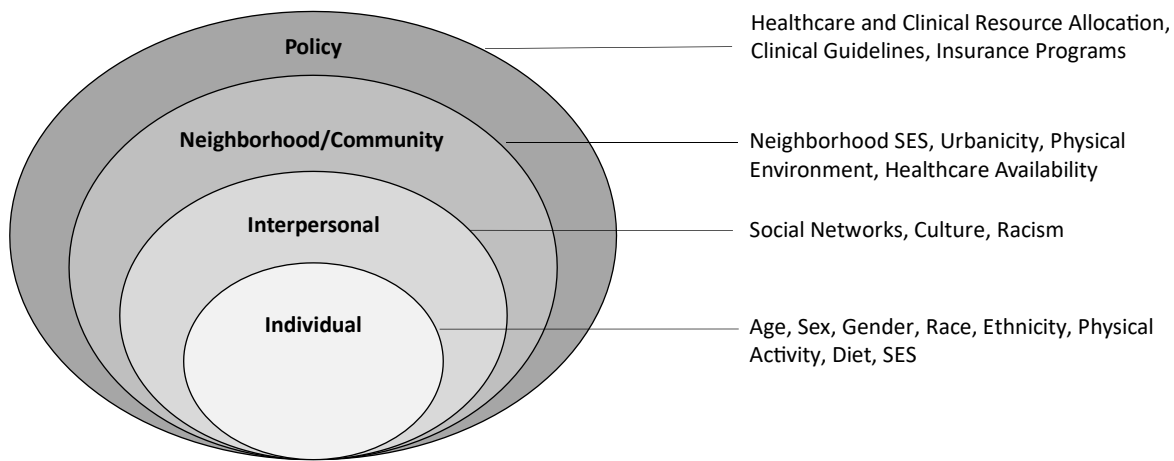 Policy
Healthcare and Clinical Resource Allocation,
Clinical Guidelines, Insurance Programs
Neighborhood/Community
Neighborhood SES, Urbanicity, Physical
Environment, Healthcare Availability
Interpersonal
Social Networks, Culture, Racism
Individual
Age, Sex, Gender, Race, Ethnicity, Physical
Activity, Diet, SES